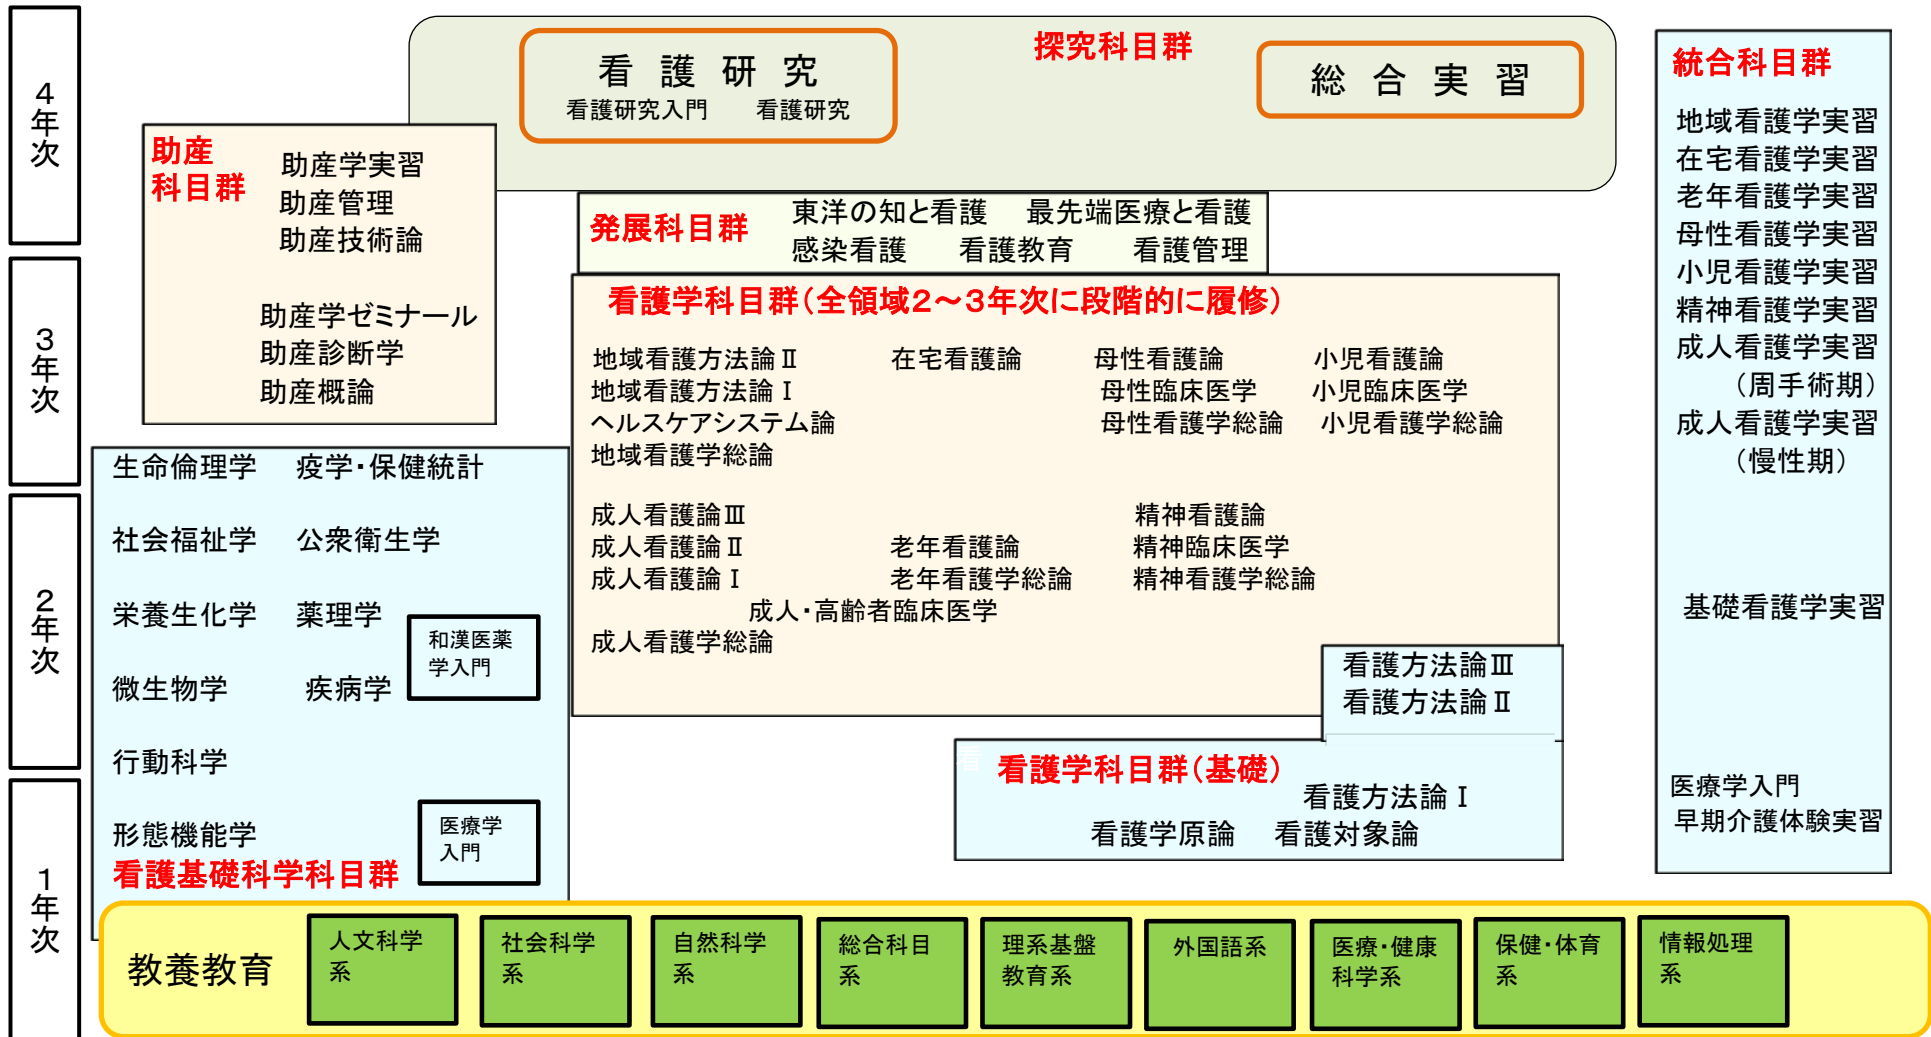 4年次
3年次
2年次
1年次
探究科目群
看護研究
看護研究入門 看護研究
総合実習
助産
科目群
助産学実習
助産管理
助産技術論
助産学ゼミナール
助産診断学
助産概論
発展科目群
東洋の知と看護 最先端医療と看護
感染看護 看護教育 看護管理
看護学科目群(全領域2~3年次に段階的に履修)
地域看護方法論Ⅱ 在宅看護論 母性看護論 小児看護論
地域看護方法論Ⅰ 母性臨床医学 小児臨床医学
ヘルスケアシステム論 母性看護学総論 小児看護学総論
地域看護学総論
成人看護論Ⅲ 精神看護論
成人看護論Ⅱ 老年看護論 精神臨床医学
成人看護論Ⅰ 老年看護学総論 精神看護学総論
成人・高齢者臨床医学
成人看護学総論
看護方法論Ⅲ
看護方法論Ⅱ
看
看護学科目群(基礎)
看護方法論Ⅰ
看護学原論 看護対象論
生命倫理学 疫学・保健統計
社会福祉学 公衆衛生学
栄養生化学 薬理学
和漢医薬
学入門
微生物学 疾病学
行動科学
形態機能学
医療学
入門
看護基礎科学科目群
統合科目群
地域看護学実習
在宅看護学実習
老年看護学実習
母性看護学実習
小児看護学実習
精神看護学実習
成人看護学実習
(周手術期)
成人看護学実習
(慢性期)
基礎看護学実習
医療学入門
早期介護体験実習
教養教育
人文科学
系
社会科学
系
自然科学
系
総合科目
系
理系基盤
教育系
外国語系
医療・健康
科学系
保健・体育
系
情報処理
系